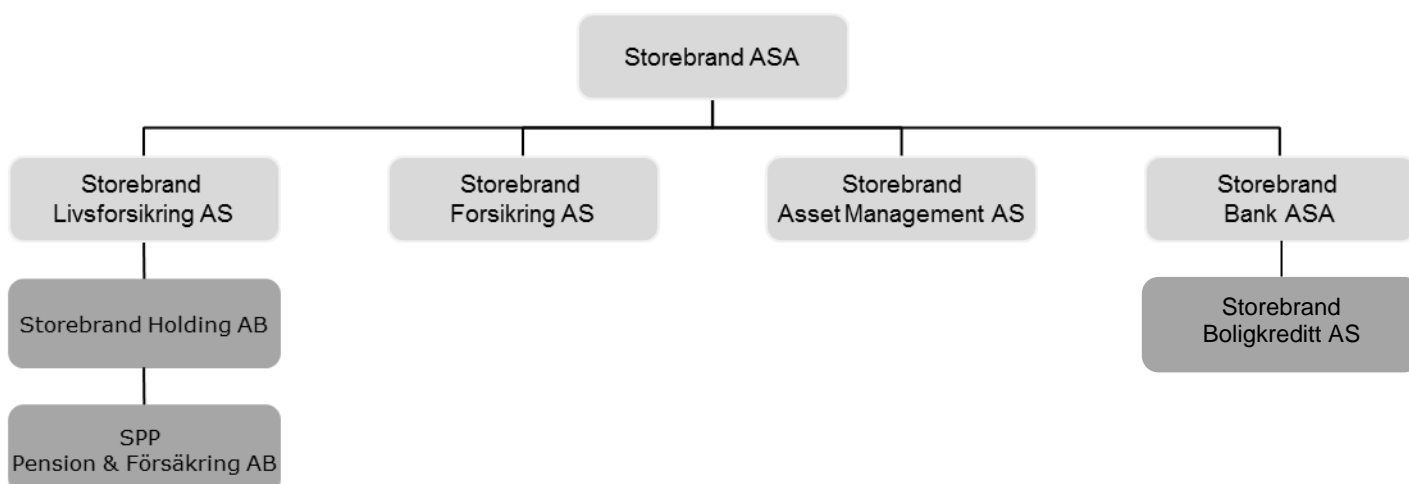 Storebrand ASA
Storebrand
Livsforsikring AS
Storebrand
Forsikring AS
Storebrand
Asset Management AS
Storebrand
Bank ASA
Storebrand Holding AB
Storebrand
Boligkreditt AS
SPP
Pension & Försäkring AB